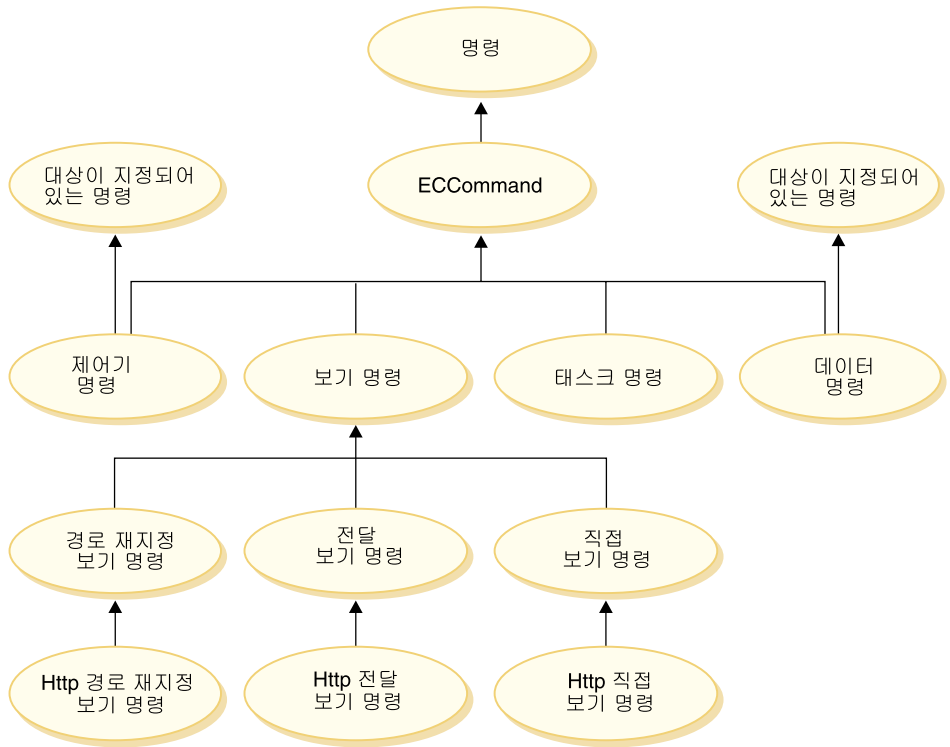 명령
대상이 지정되어
있는 명령
ECCommand
대상이 지정되어
있는 명령
제어기
명령
보기 명령
태스크 명령
데이터
명령
경로 재지정
보기 명령
전달
보기 명령
직접
보기 명령
Http 경로 재지정
보기 명령
Http 전달
보기 명령
Http 직접
보기 명령